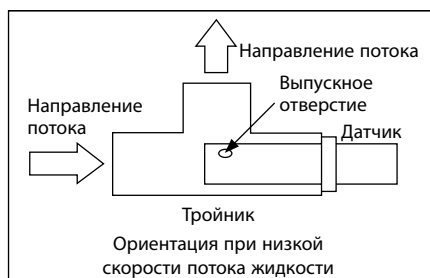 Направление потока
Выпускное
отверстие
Направление
потока
Датчик
Тройник
Ориентация при низкой
скорости потока жидкости